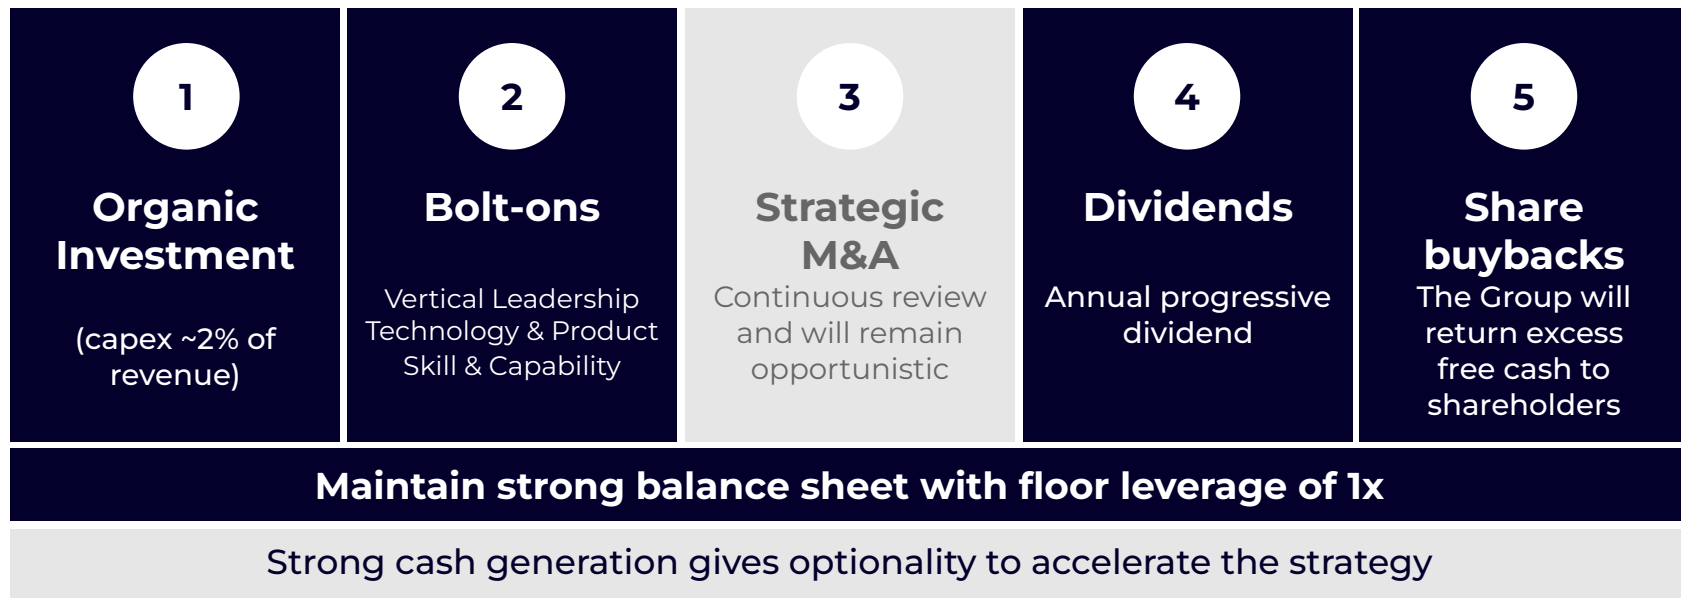 1
Organic
Investment
(capex ~2% of
revenue)
2
Bolt-ons
Vertical Leadership
Technology & Product
Skill & Capability
3
Strategic
M&A
Continuous review
and will remain
opportunistic
4
Dividends
Annual progressive
dividend
5
Share
buybacks
The Group will
return excess
free cash to
shareholders
Maintain strong balance sheet with floor leverage of 1x
Strong cash generation gives optionality to accelerate the strategy